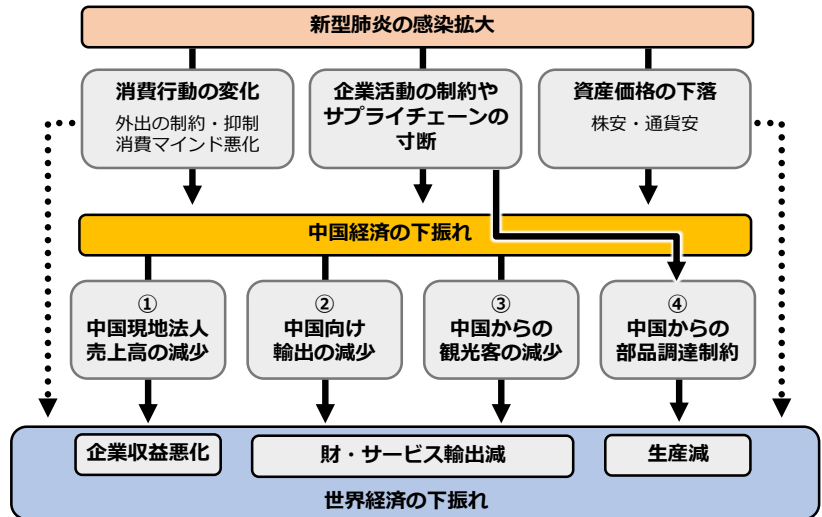 新型肺炎の感染拡大
消費行動の変化
外出の制約・抑制
消費マインド悪化
企業活動の制約や
サプライチェーンの
寸断
資産価格の下落
株安・通貨安
中国経済の下振れ
①
中国現地法人
売上高の減少
②
中国向け
輸出の減少
③
中国からの
観光客の減少
④
中国からの
部品調達制約
企業収益悪化
財・サービス輸出減
生産減
世界経済の下振れ